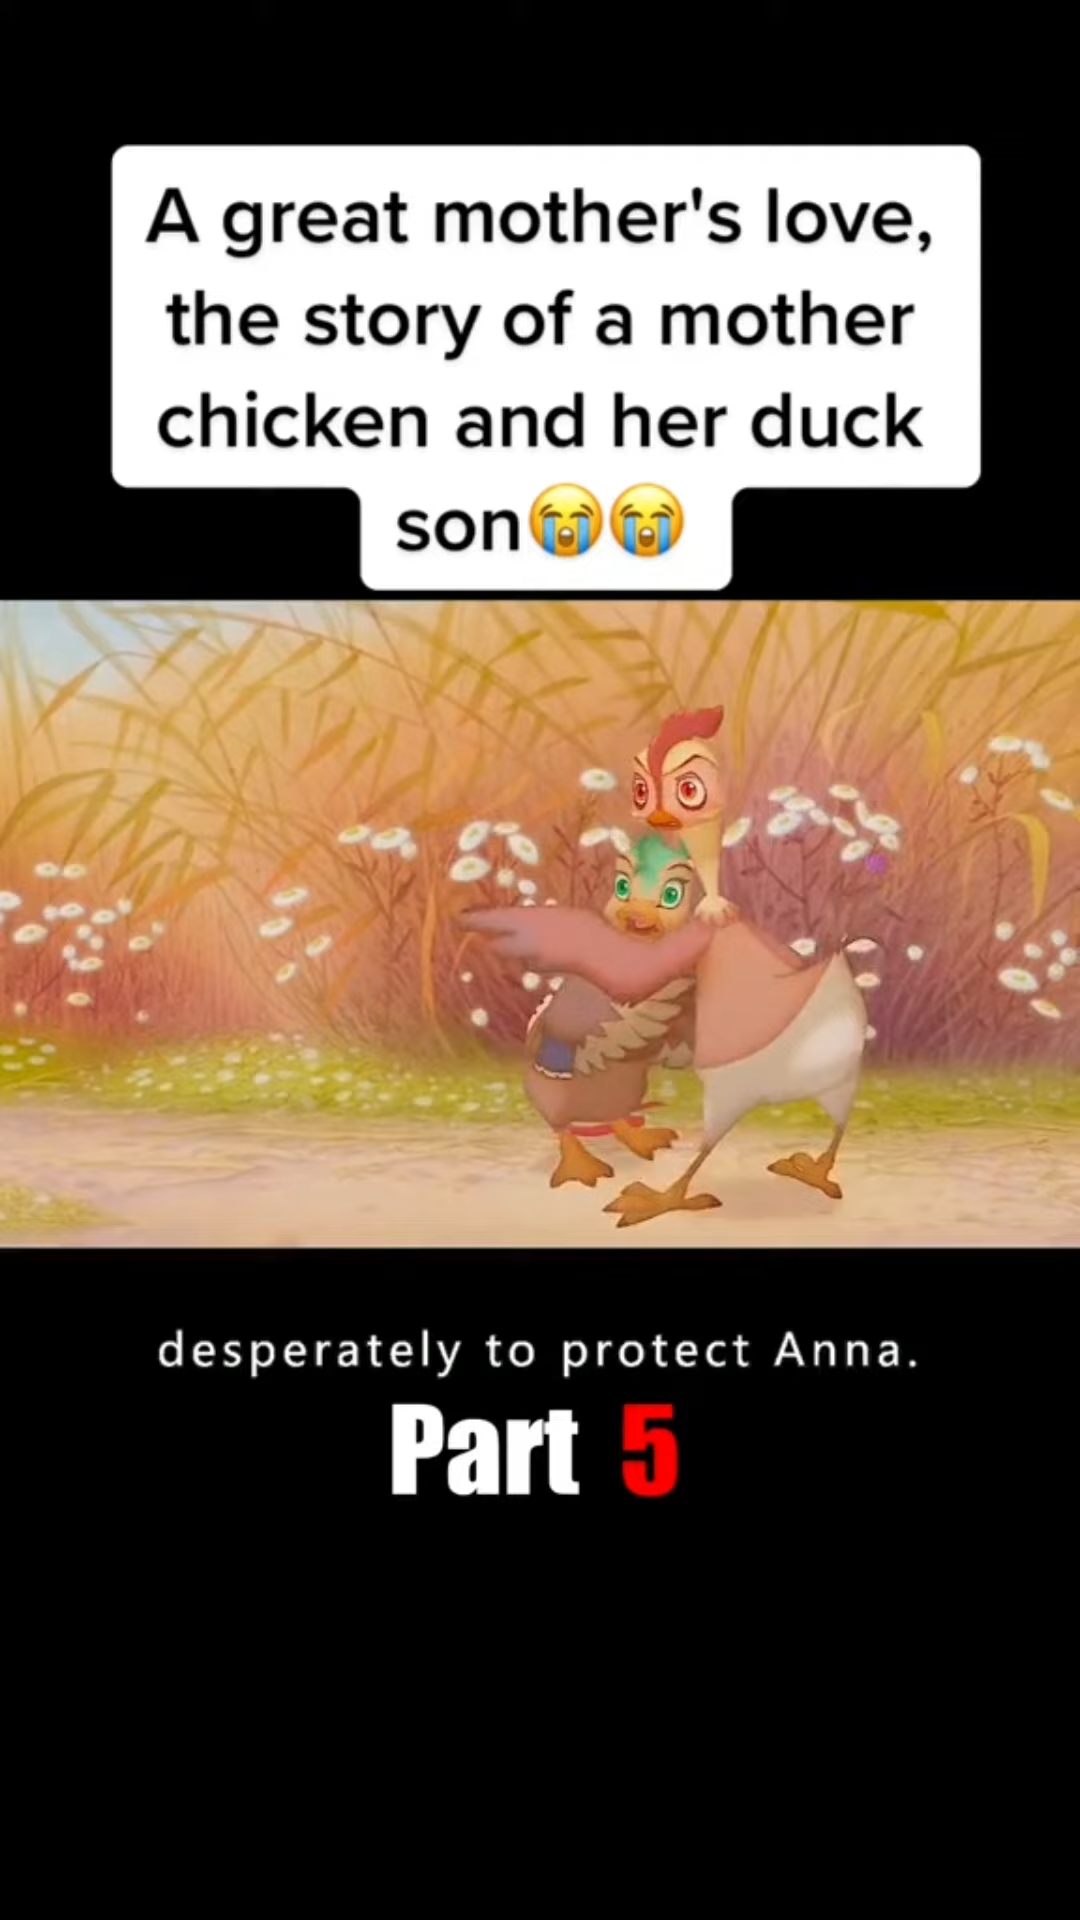 A great mother's love,
the story of a mother
chicken and her duck
son😭😭
desperately to protect Anna.
Part 5